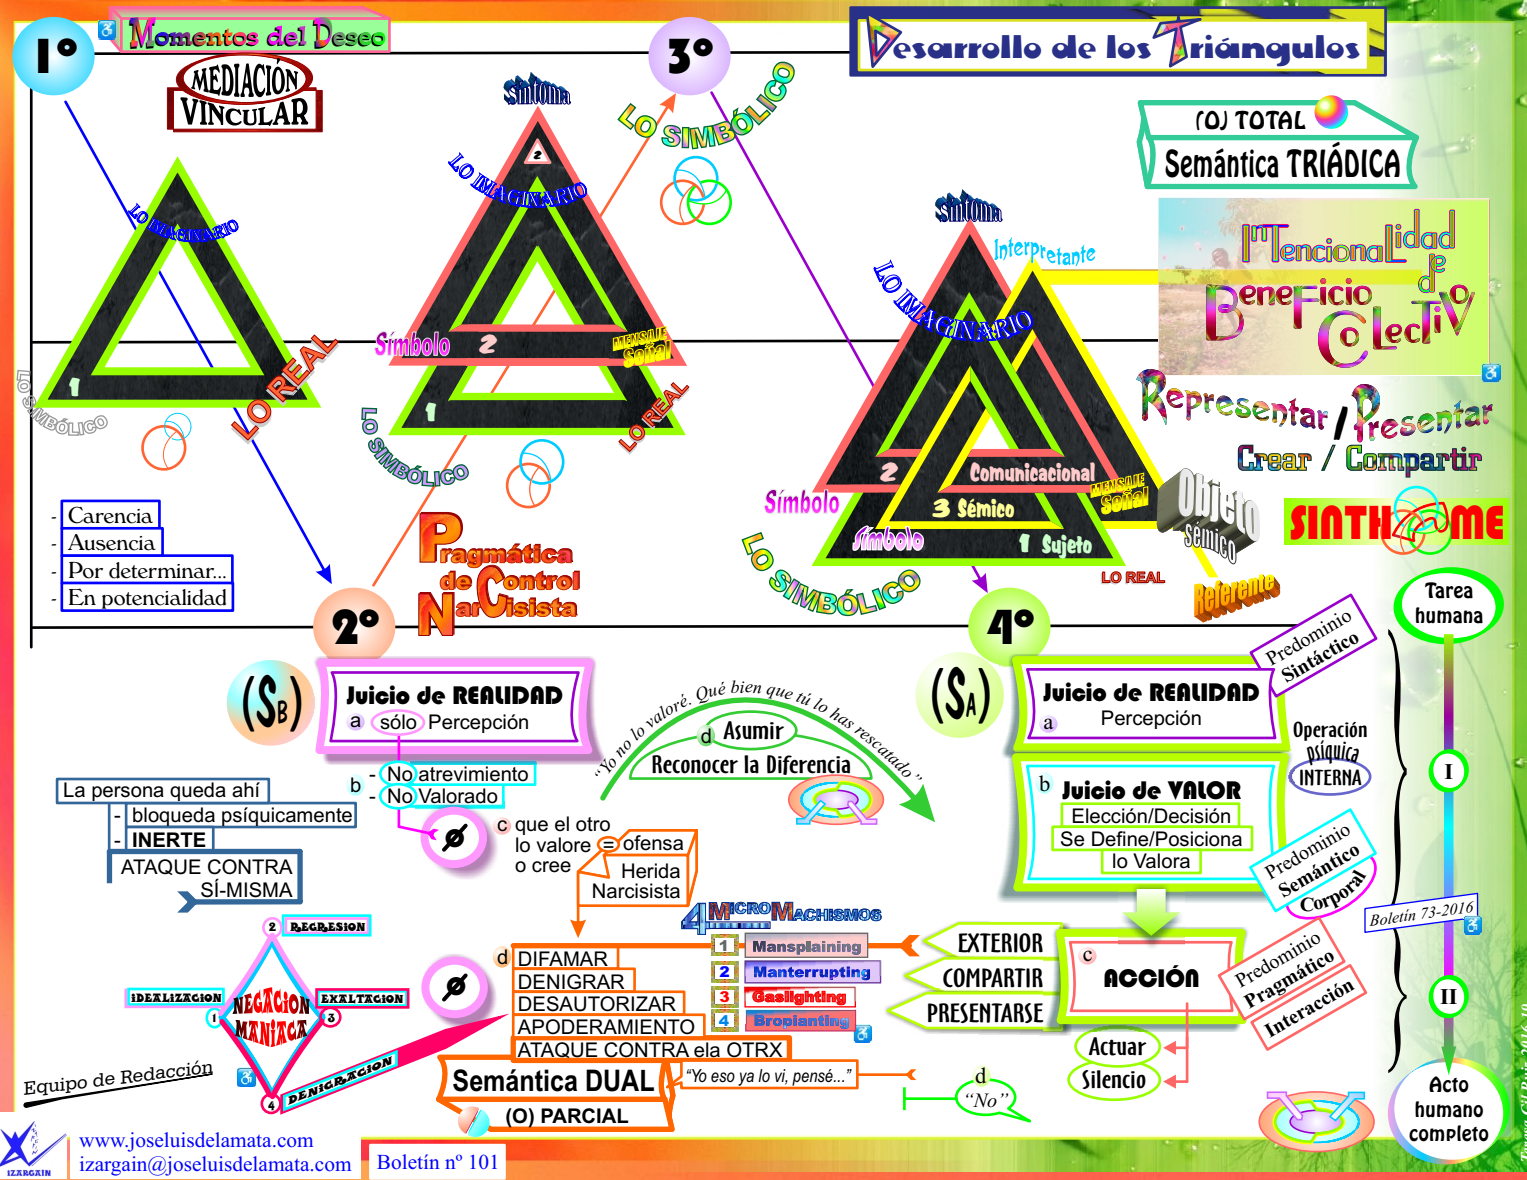 1º
Momentos del Deseo
3º
Desarrollo de los Triángulos
MEDIACIÓN
VINCULAR
Síntoma
LO SIMBÓLICO
(O) TOTAL
Semántica TRIÁDICA
2
LO IMAGINARIO
LO IMAGINARIO
Síntoma
Interpretante
InTencionaLidad
de
BeneFicio
CoLecTiVo
LO IMAGINARIO
Símbolo
2
MENSAJE
Señal
1
LO REAL
LO SIMBÓLICO
1
LO REAL
LO SIMBÓLICO
Representar / Presentar
Crear / Compartir
2
Comunicacional
MENSAJE
Señal
Símbolo
3 Sémico
Objeto
sémico
SINTH@ME
símbolo
1 Sujeto
LO SIMBÓLICO
LO REAL
Referente
- Carencia
- Ausencia
- Por determinar...
- En potencialidad
Pragmática
de Control
NarCisista
2º
4º
Tarea
humana
Predominio
Sintáctico
(SB)
Juicio de REALIDAD
a sólo Percepción
"Yo no lo valoré. Qué bien que tú lo has rescatado"
d Asumir
Reconocer la Diferencia
(SA)
Juicio de REALIDAD
a Percepción
Operación
psíquica
INTERNA
I
b - No atrevimiento
- No Valorado
La persona queda ahí
- bloqueda psíquicamente
- INERTE
ATAQUE CONTRA
SÍ-MISMA
ø
c que el otro
lo valore = ofensa
o cree
Herida
Narcisista
b Juicio de VALOR
Elección/Decisión
Se Define/Posiciona
lo Valora
Predominio
Semántico
Corporal
Boletín 73-2016
4 MICRO MACHISMOS
1 Mansplaining
2 Manterrupting
3 Gaslighting
4 Bropianting
EXTERIOR
COMPARTIR
PRESENTARSE
c ACCIÓN
Predominio
Pragmático
Interacción
II
Actuar
Silencio
2 REGRESION
IDEALIZACION
1
NEGACION
MANIACA
EXALTACION
3
4 DENIGRACION
ø
d DIFAMAR
DENIGRAR
DESAUTORIZAR
APODERAMIENTO
ATAQUE CONTRA ela OTRX
Semántica DUAL
(O) PARCIAL
"Yo eso ya lo vi, pensé..."
d
"No"
Acto
humano
completo
Equipo de Redacción
IZARGAIN
www.joseluisdelamata.com
izargain@joseluisdelamata.com
Boletín nº 101